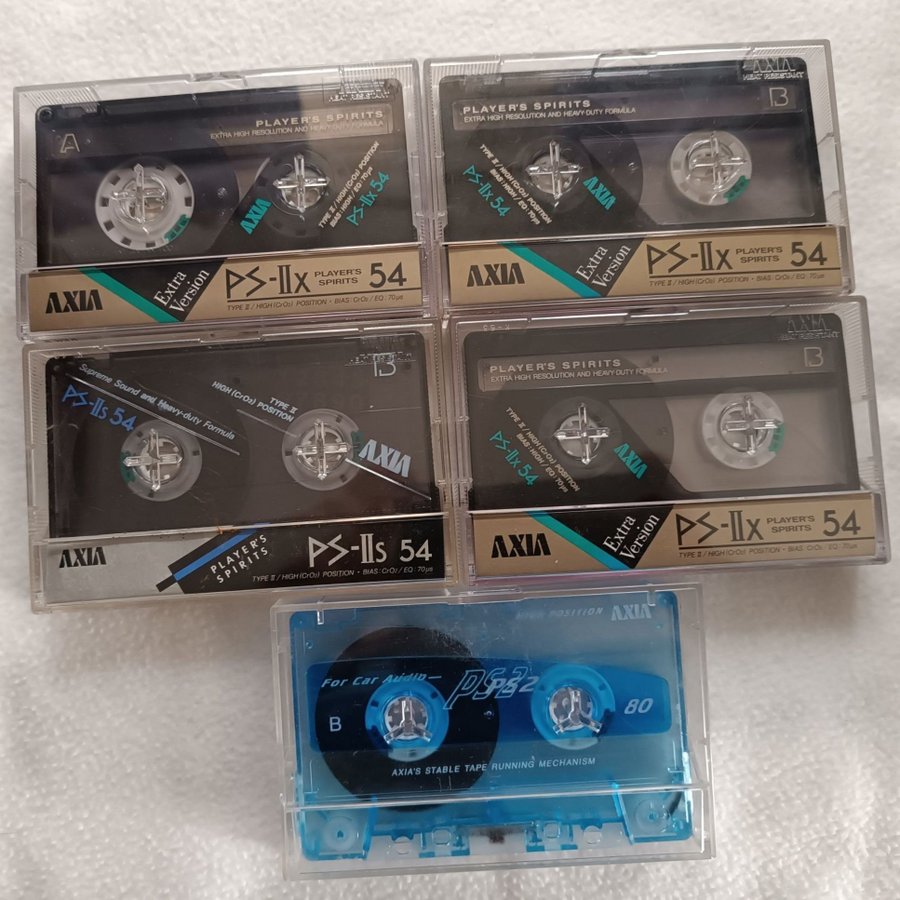 HEAT RESISTANT
PLAYER'S SPIRITS
EXTRA HIGH RESOLUTION AND HEAVY-DUTY FORMULA
A
TYPE II / HIGH (CrO2) POSITION
BIAS: HIGH / EQ: 70μs
PS-IIx 54
AXIA
AXIA
Extra
Version
PS-IIx PLAYER'S
SPIRITS 54
TYPE II / HIGH (CrO2) POSITION · BIAS: CrO2 / EQ: 70μs
AXIA
HEAT RESISTANT
PLAYER'S SPIRITS
EXTRA HIGH RESOLUTION AND HEAVY-DUTY FORMULA
B
TYPE II / HIGH (CrO2) POSITION
BIAS: HIGH / EQ: 70μs
PS-IIx 54
AXIA
AXIA
Extra
Version
PS-IIx PLAYER'S
SPIRITS 54
TYPE II / HIGH (CrO2) POSITION · BIAS: CrO2 / EQ: 70μs
B
Supreme Sound and Heavy-duty Formula
PS-IIs 54
TYPE II
HIGH (CrO2) POSITION
AXIA
AXIA
PLAYER'S
SPIRITS
PS-IIs 54
TYPE II / HIGH (CrO2) POSITION · BIAS: CrO2 / EQ: 70μs
AXIA
HEAT RESISTANT
PLAYER'S SPIRITS
EXTRA HIGH RESOLUTION AND HEAVY-DUTY FORMULA
B
TYPE II / HIGH (CrO2) POSITION
BIAS: HIGH / EQ: 70μs
PS-IIx 54
AXIA
AXIA
Extra
Version
PS-IIx PLAYER'S
SPIRITS 54
TYPE II / HIGH (CrO2) POSITION · BIAS: CrO2 / EQ: 70μs
HIGH POSITION AXIA
For Car Audio PS2 PS2
B
80
AXIA'S STABLE TAPE RUNNING MECHANISM